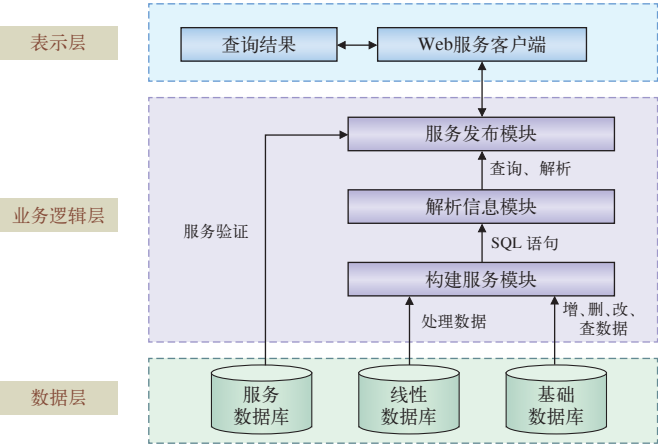 表示层
查询结果
Web服务客户端
服务发布模块
查询、解析
业务逻辑层
解析信息模块
服务验证
SQL 语句
构建服务模块
处理数据
增、删、改、
查数据
数据层
服务
数据库
线性
数据库
基础
数据库